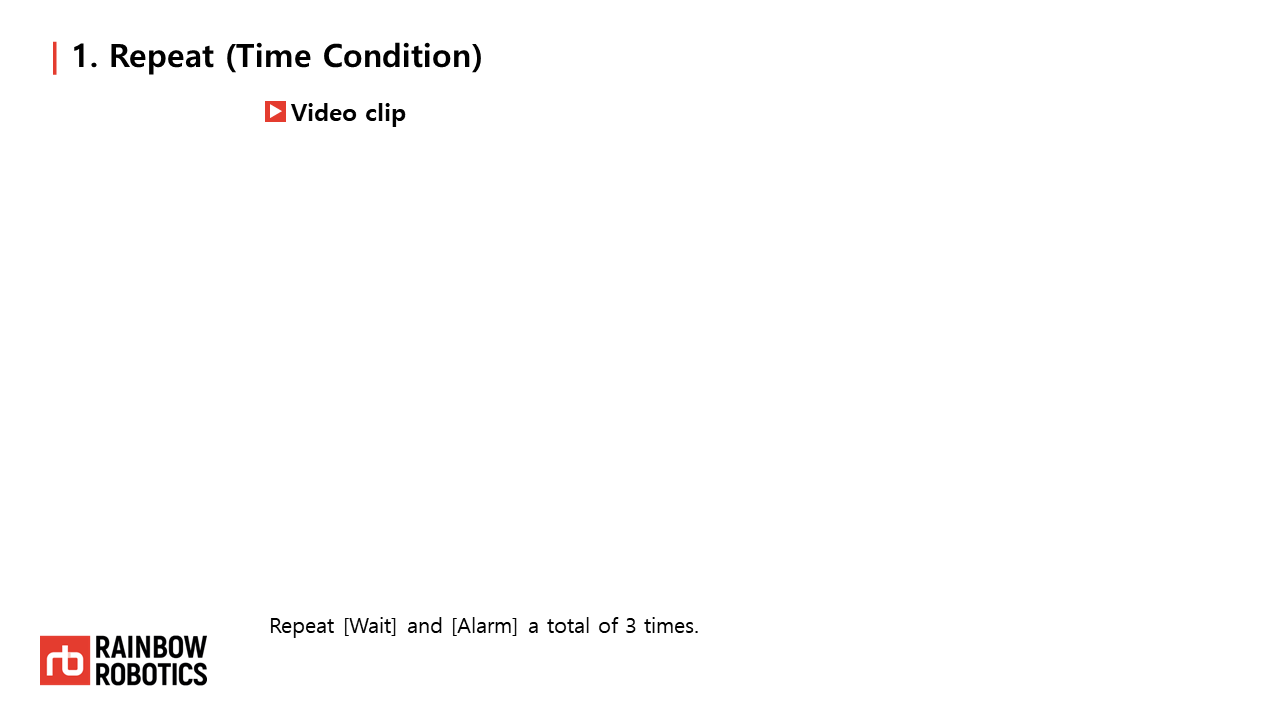 1. Repeat (Time Condition)
Video clip
Repeat [Wait] and [Alarm] a total of 3 times.
rb RAINBOW
ROBOTICS